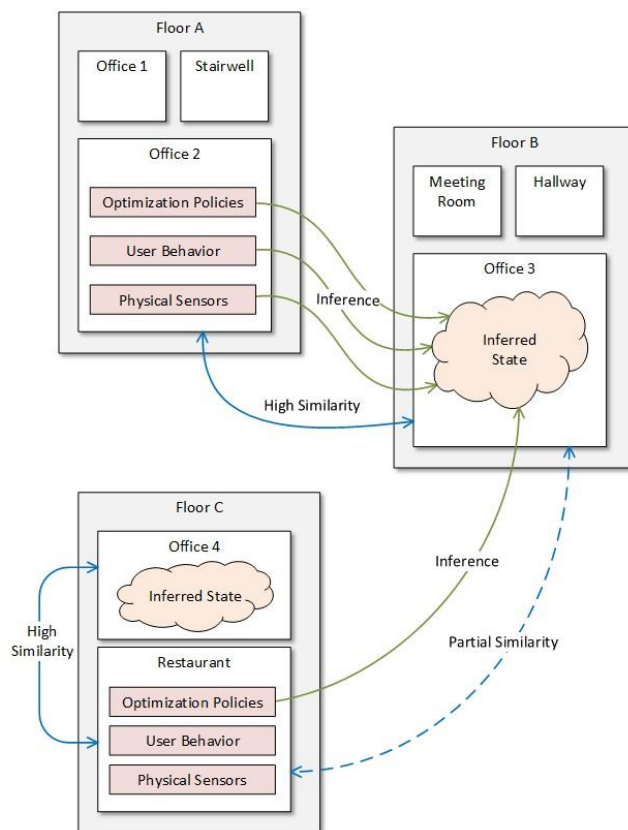 Floor A
Office 1
Stairwell
Office 2
Optimization Policies
User Behavior
Physical Sensors
Inference
High Similarity
Floor B
Meeting
Room
Hallway
Office 3
Inferred
State
Floor C
Office 4
Inferred State
High
Similarity
Restaurant
Optimization Policies
User Behavior
Physical Sensors
Inference
Partial Similarity